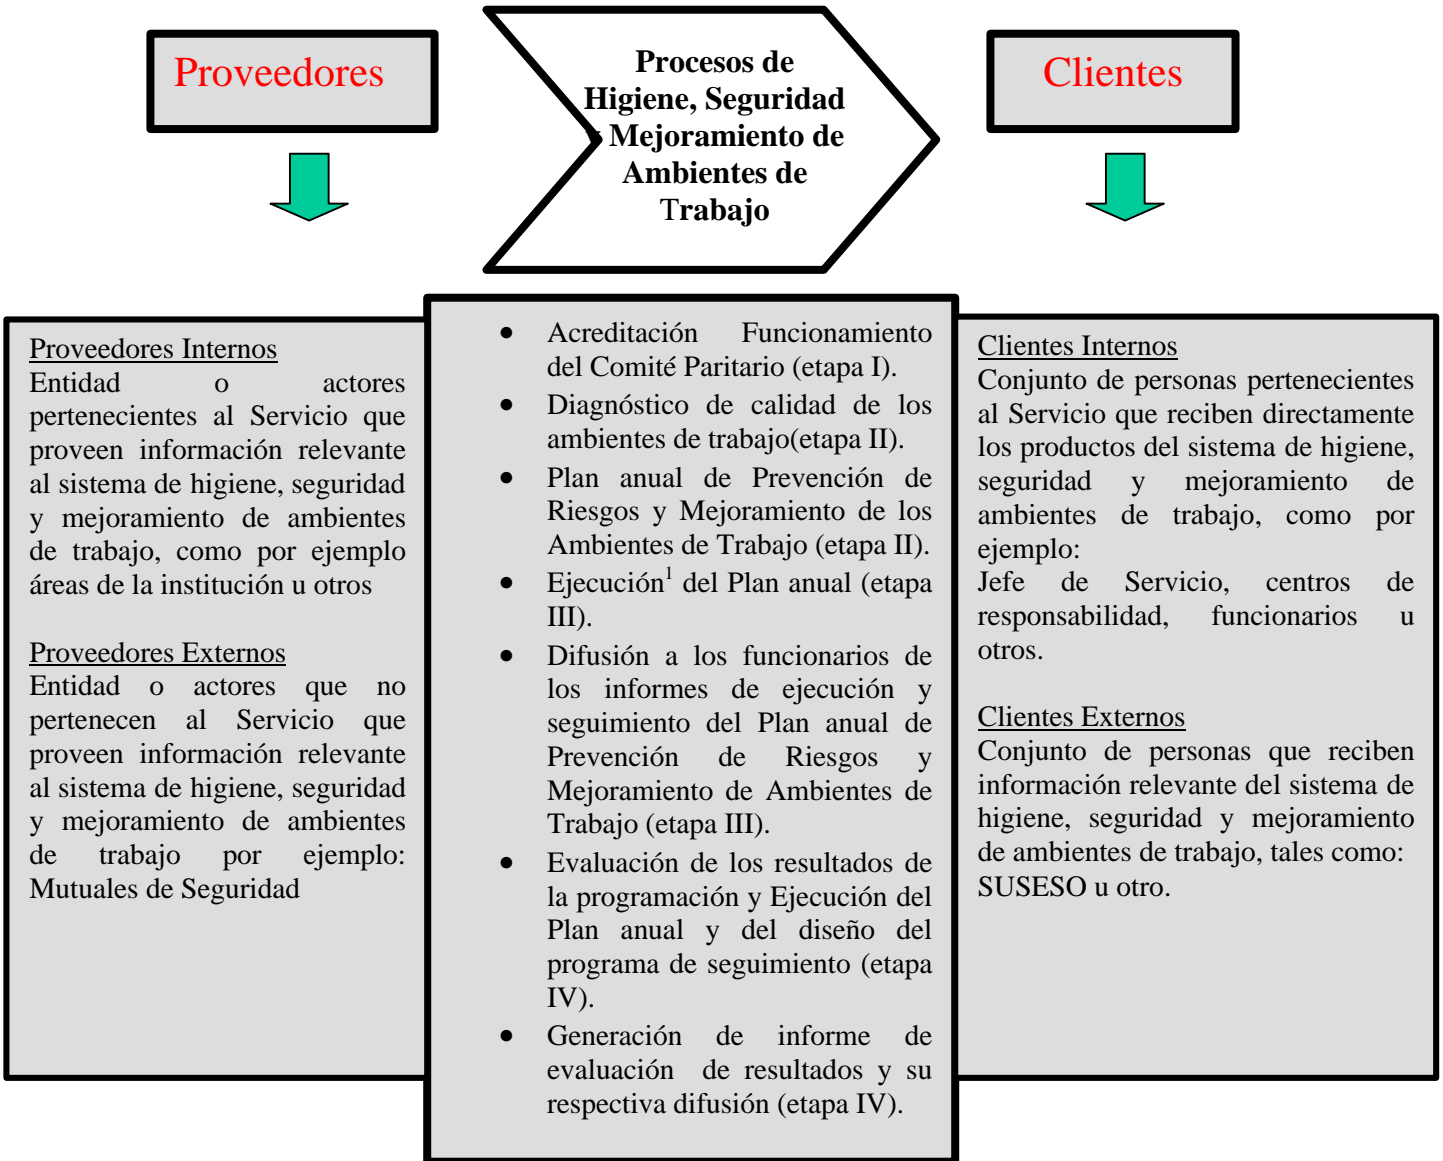 Proveedores
Procesos de
Higiene, Seguridad
y Mejoramiento de
Ambientes de
Trabajo
Clientes
Proveedores Internos
Entidad o actores
pertenecientes al Servicio que
proveen información relevante
al sistema de higiene, seguridad
y mejoramiento de ambientes
de trabajo, como por ejemplo
áreas de la institución u otros
Proveedores Externos
Entidad o actores que no
pertenecen al Servicio que
proveen información relevante
al sistema de higiene, seguridad
y mejoramiento de ambientes
de trabajo por ejemplo:
Mutuales de Seguridad
• Acreditación Funcionamiento
del Comité Paritario (etapa I).
• Diagnóstico de calidad de los
ambientes de trabajo(etapa II).
• Plan anual de Prevención de
Riesgos y Mejoramiento de los
Ambientes de Trabajo (etapa II).
• Ejecución¹ del Plan anual (etapa
III).
• Difusión a los funcionarios de
los informes de ejecución y
seguimiento del Plan anual de
Prevención de Riesgos y
Mejoramiento de Ambientes de
Trabajo (etapa III).
• Evaluación de los resultados de
la programación y Ejecución del
Plan anual y del diseño del
programa de seguimiento (etapa
IV).
• Generación de informe de
evaluación de resultados y su
respectiva difusión (etapa IV).
Clientes Internos
Conjunto de personas pertenecientes
al Servicio que reciben directamente
los productos del sistema de higiene,
seguridad y mejoramiento de
ambientes de trabajo, como por
ejemplo:
Jefe de Servicio, centros de
responsabilidad, funcionarios u
otros.
Clientes Externos
Conjunto de personas que reciben
información relevante del sistema de
higiene, seguridad y mejoramiento
de ambientes de trabajo, tales como:
SUSESO u otro.